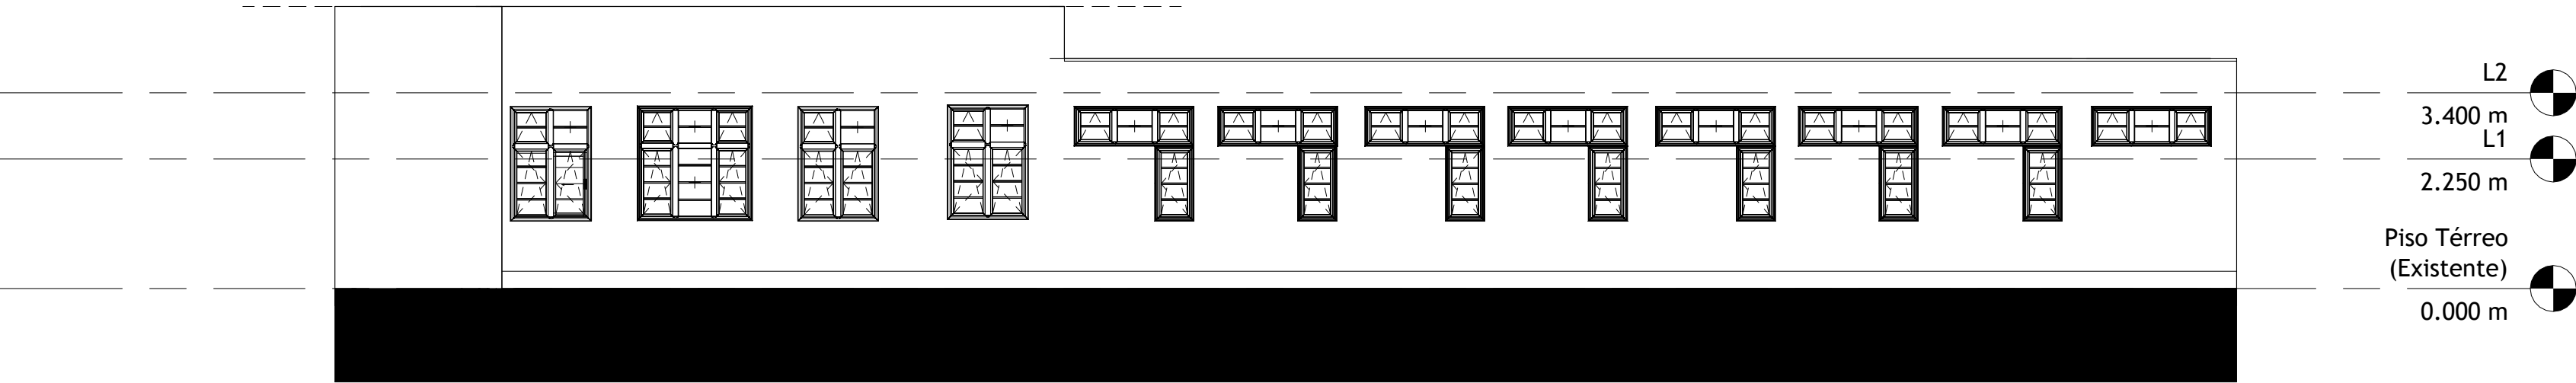 L2
3.400 m
L1
2.250 m
Piso Térreo
(Existente)
0.000 m